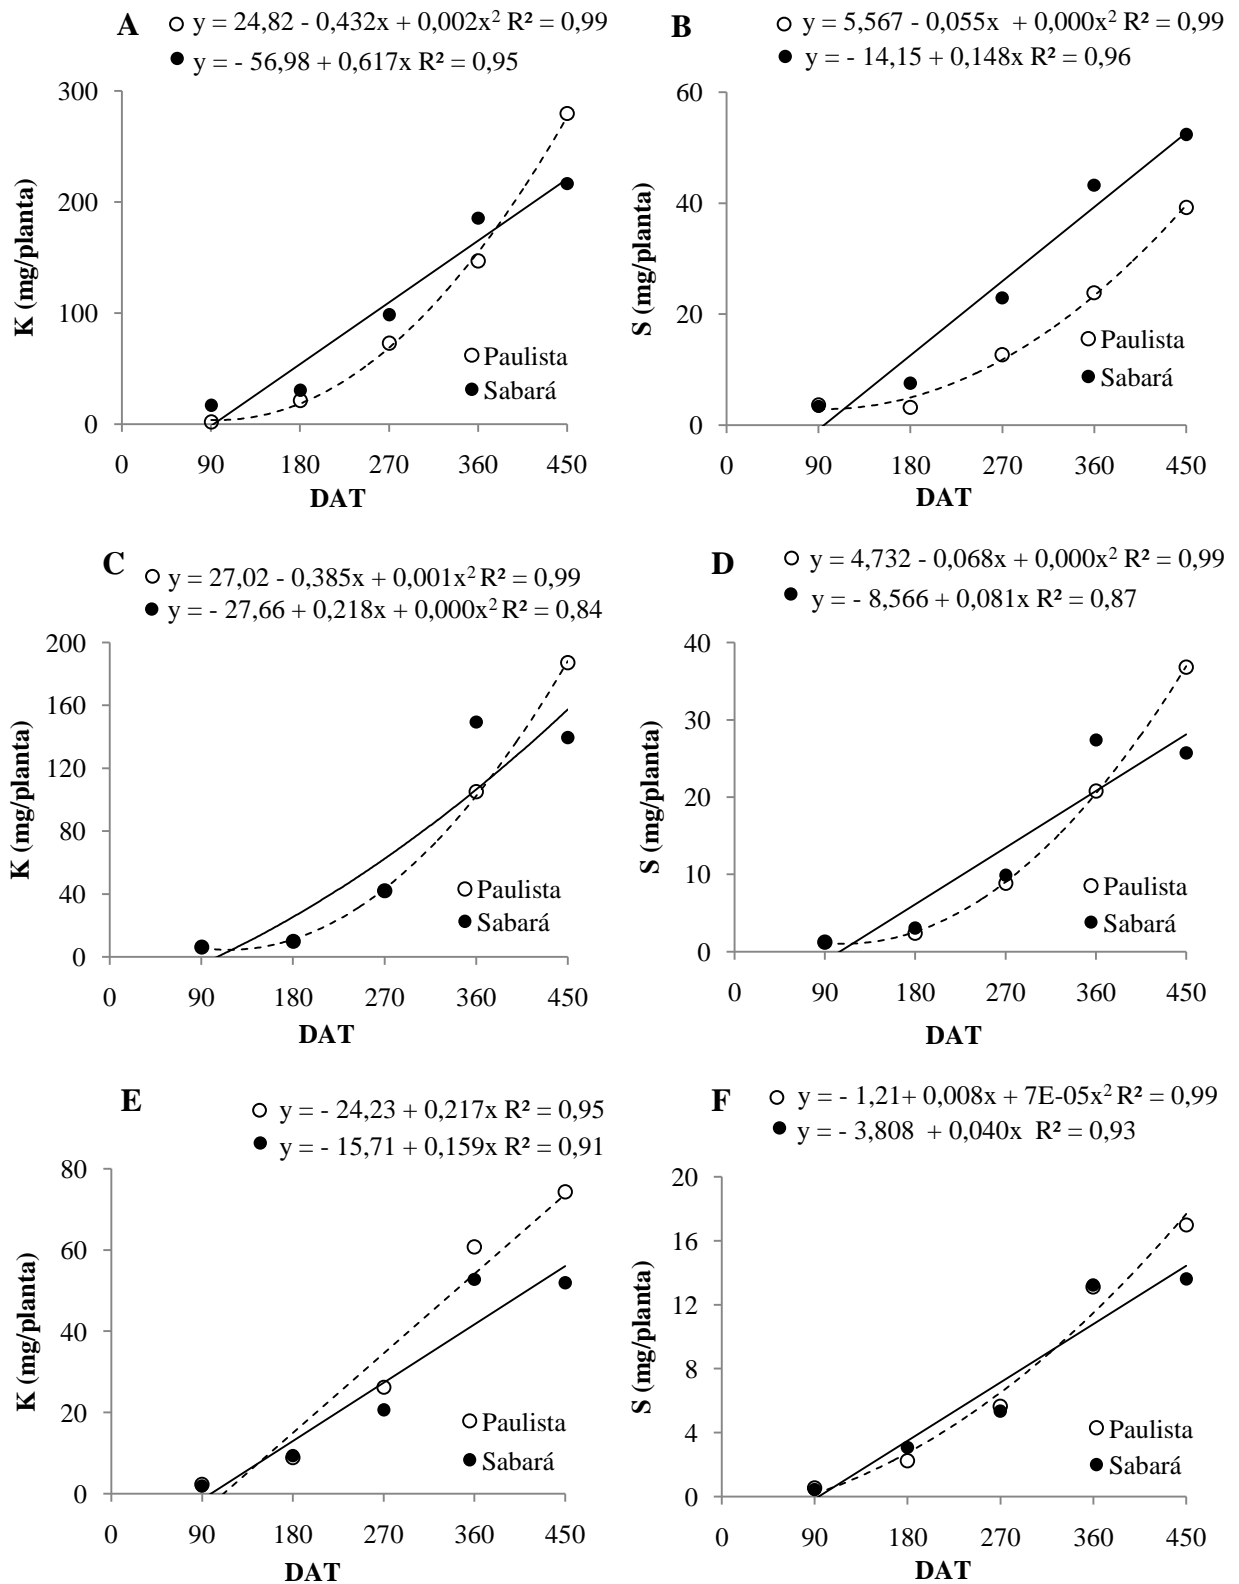 A
y = 24,82 - 0,432x + 0,002x² R² = 0,99
y = - 56,98 + 0,617x R² = 0,95
300
200
100
0
K (mg/planta)
Paulista
Sabará
0 90 180 270 360 450
DAT
B
y = 5,567 - 0,055x + 0,000x² R² = 0,99
y = - 14,15 + 0,148x R² = 0,96
60
40
20
0
S (mg/planta)
Paulista
Sabará
0 90 180 270 360 450
DAT
C
y = 27,02 - 0,385x + 0,001x² R² = 0,99
y = - 27,66 + 0,218x + 0,000x² R² = 0,84
200
160
120
80
40
0
K (mg/planta)
Paulista
Sabará
0 90 180 270 360 450
DAT
D
y = 4,732 - 0,068x + 0,000x² R² = 0,99
y = - 8,566 + 0,081x R² = 0,87
40
30
20
10
0
S (mg/planta)
Paulista
Sabará
0 90 180 270 360 450
DAT
E
y = - 24,23 + 0,217x R² = 0,95
y = - 15,71 + 0,159x R² = 0,91
80
60
40
20
0
K (mg/planta)
Paulista
Sabará
0 90 180 270 360 450
DAT
F
y = - 1,21+ 0,008x + 7E-05x² R² = 0,99
y = - 3,808 + 0,040x R² = 0,93
20
16
12
8
4
0
S (mg/planta)
Paulista
Sabará
0 90 180 270 360 450
DAT